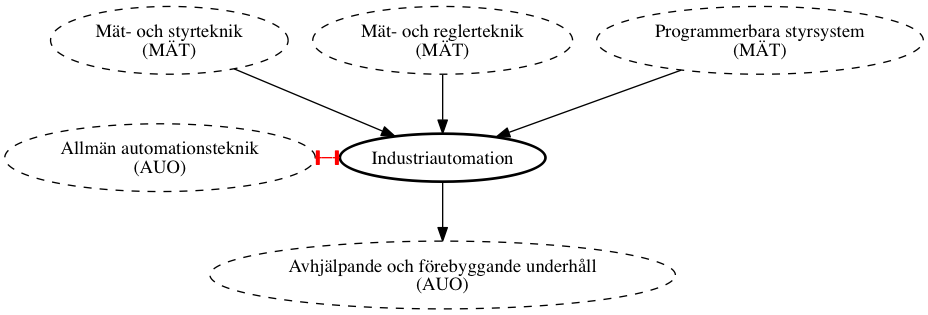 Mät- och styrteknik
(MÄT)
Mät- och reglerteknik
(MÄT)
Programmerbara styrsystem
(MÄT)
Allmän automationsteknik
(AUO)
Industriautomation
Avhjälpande och förebyggande underhåll
(AUO)